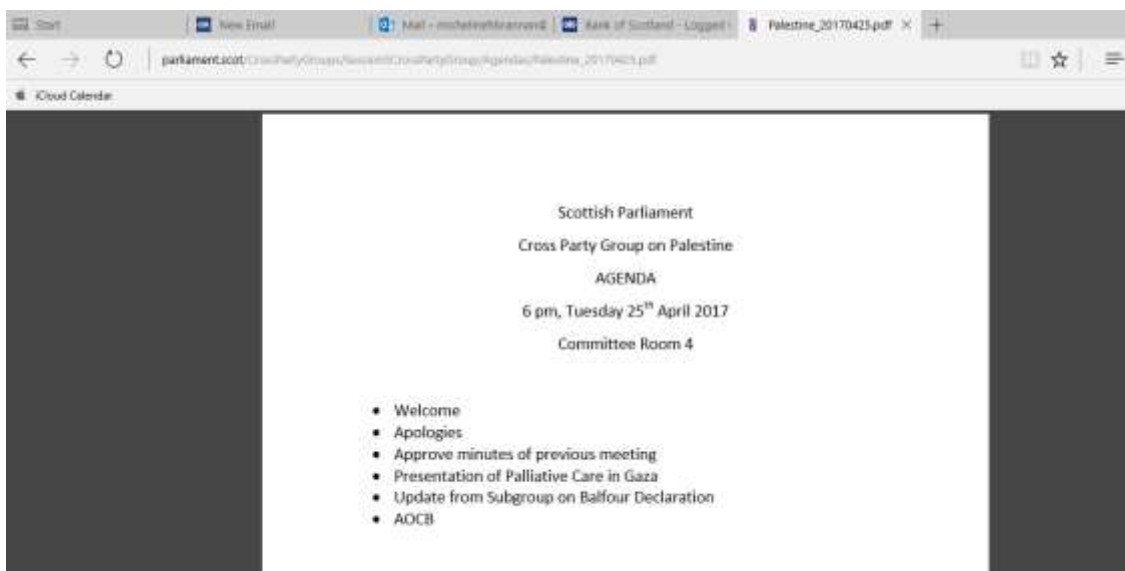 Start
New Email
Bank of Scotland - Logged
Palestine_20170425.pdf
parliament.scot
iCloud Calendar
Scottish Parliament
Cross Party Group on Palestine
AGENDA
6 pm, Tuesday 25th April 2017
Committee Room 4
• Welcome
• Apologies
• Approve minutes of previous meeting
• Presentation of Palliative Care in Gaza
• Update from Subgroup on Balfour Declaration
• AOCB